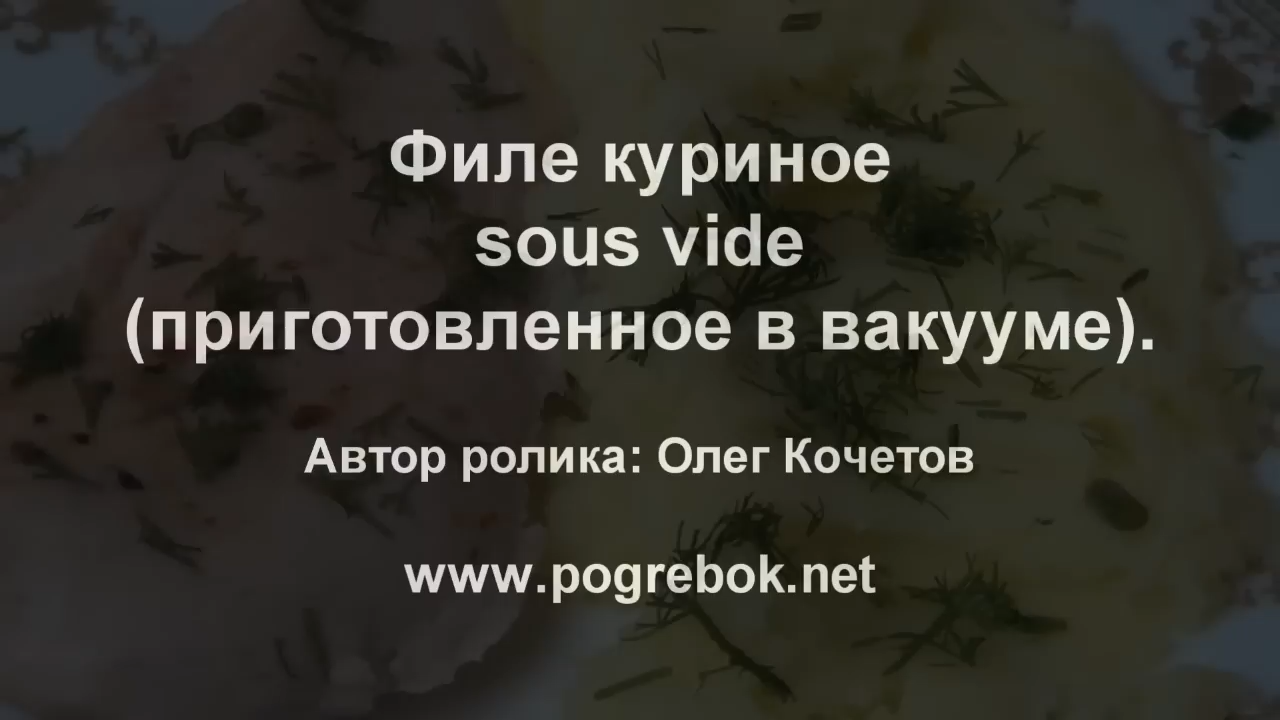 Филе куриное
sous vide
(приготовленное в вакууме).
Автор ролика: Олег Кочетов
www.pogrebok.net